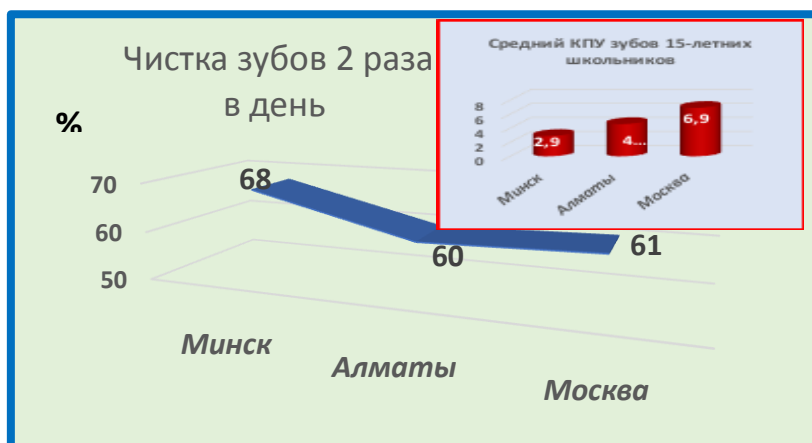 Чистка зубов 2 раза
в день
%
70
60
50
68
60
61
Минск
Алматы
Москва
Средний КПУ зубов 15-летних
школьников
8
6
4
2
0
2,9
4...
6,9
Минск
Алматы
Москва